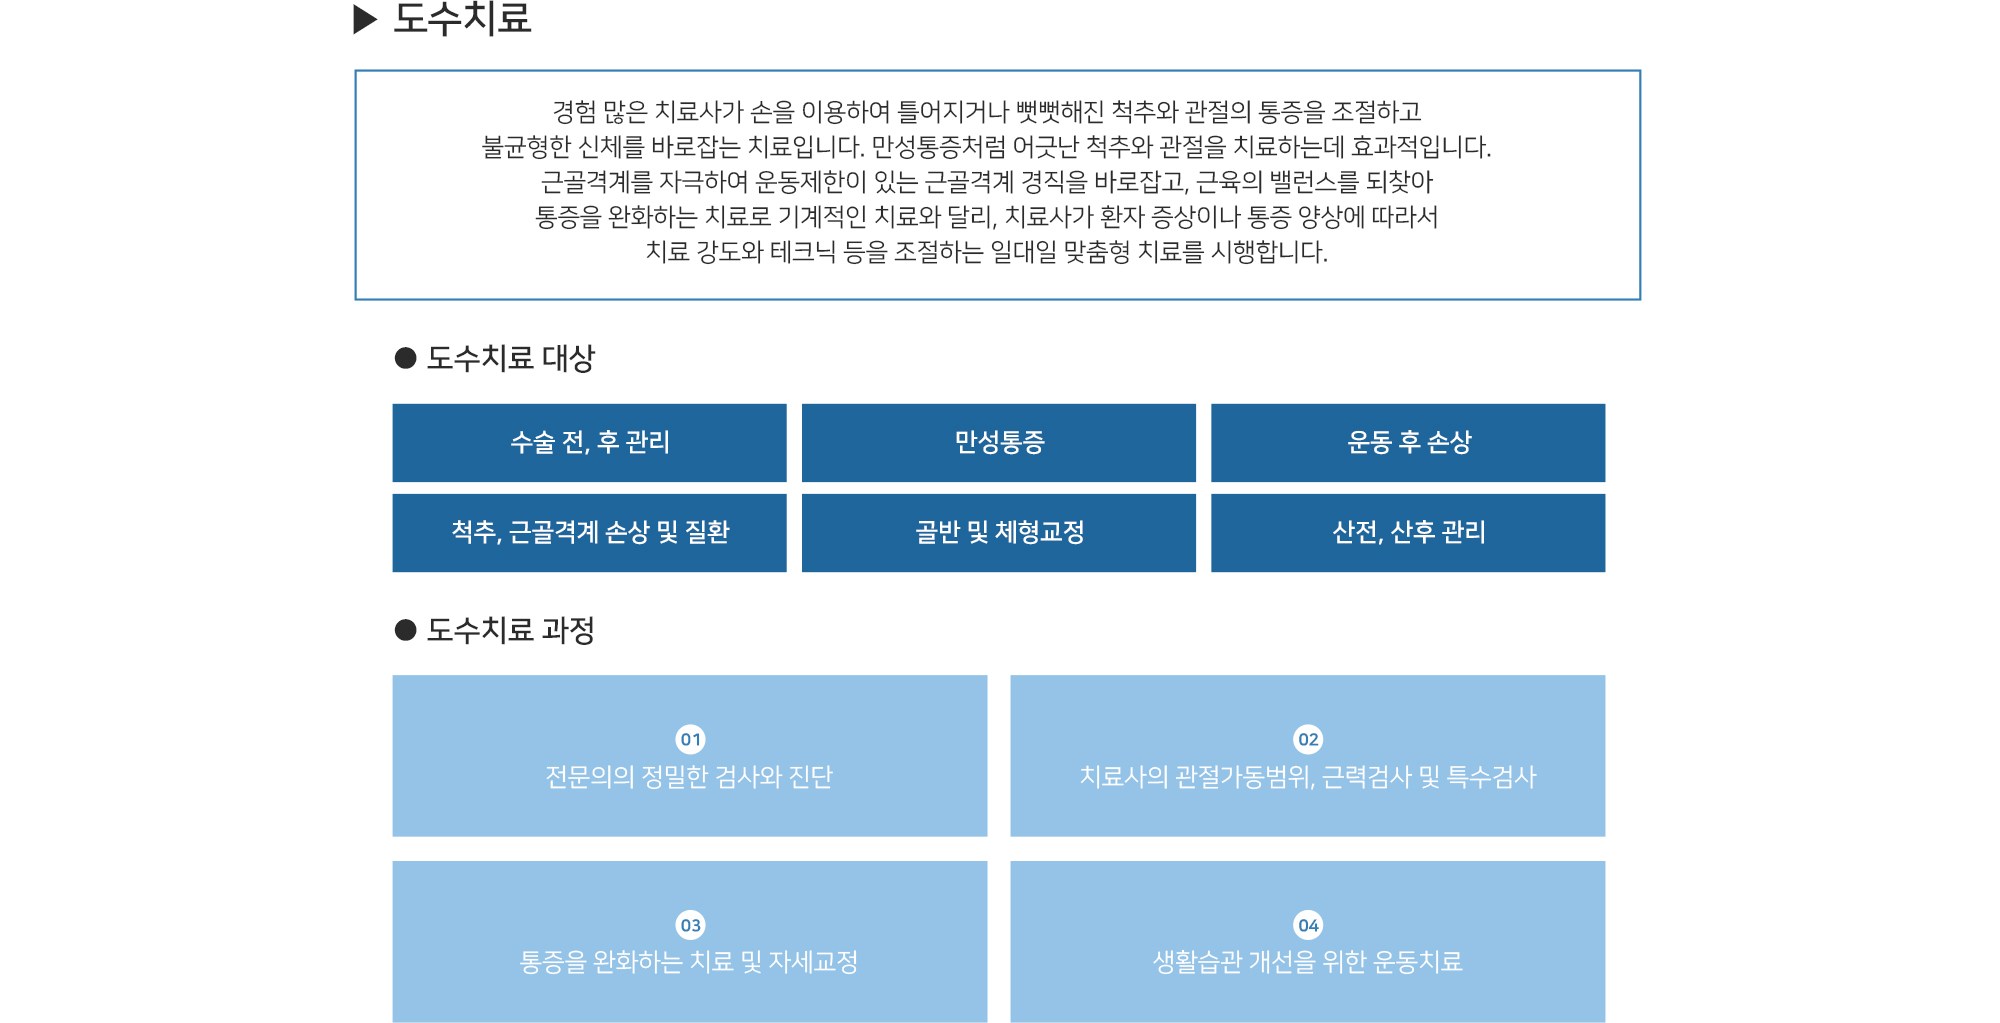 ▶ 도수치료
경험 많은 치료사가 손을 이용하여 틀어지거나 뻣뻣해진 척추와 관절의 통증을 조절하고
불균형한 신체를 바로잡는 치료입니다. 만성통증처럼 어긋난 척추와 관절을 치료하는데 효과적입니다.
근골격계를 자극하여 운동제한이 있는 근골격계 경직을 바로잡고, 근육의 밸런스를 되찾아
통증을 완화하는 치료로 기계적인 치료와 달리, 치료사가 환자 증상이나 통증 양상에 따라서
치료 강도와 테크닉 등을 조절하는 일대일 맞춤형 치료를 시행합니다.
● 도수치료 대상
수술 전, 후 관리
만성통증
운동 후 손상
척추, 근골격계 손상 및 질환
골반 및 체형교정
산전, 산후 관리
● 도수치료 과정
01
전문의의 정밀한 검사와 진단
02
치료사의 관절가동범위, 근력검사 및 특수검사
03
통증을 완화하는 치료 및 자세교정
04
생활습관 개선을 위한 운동치료